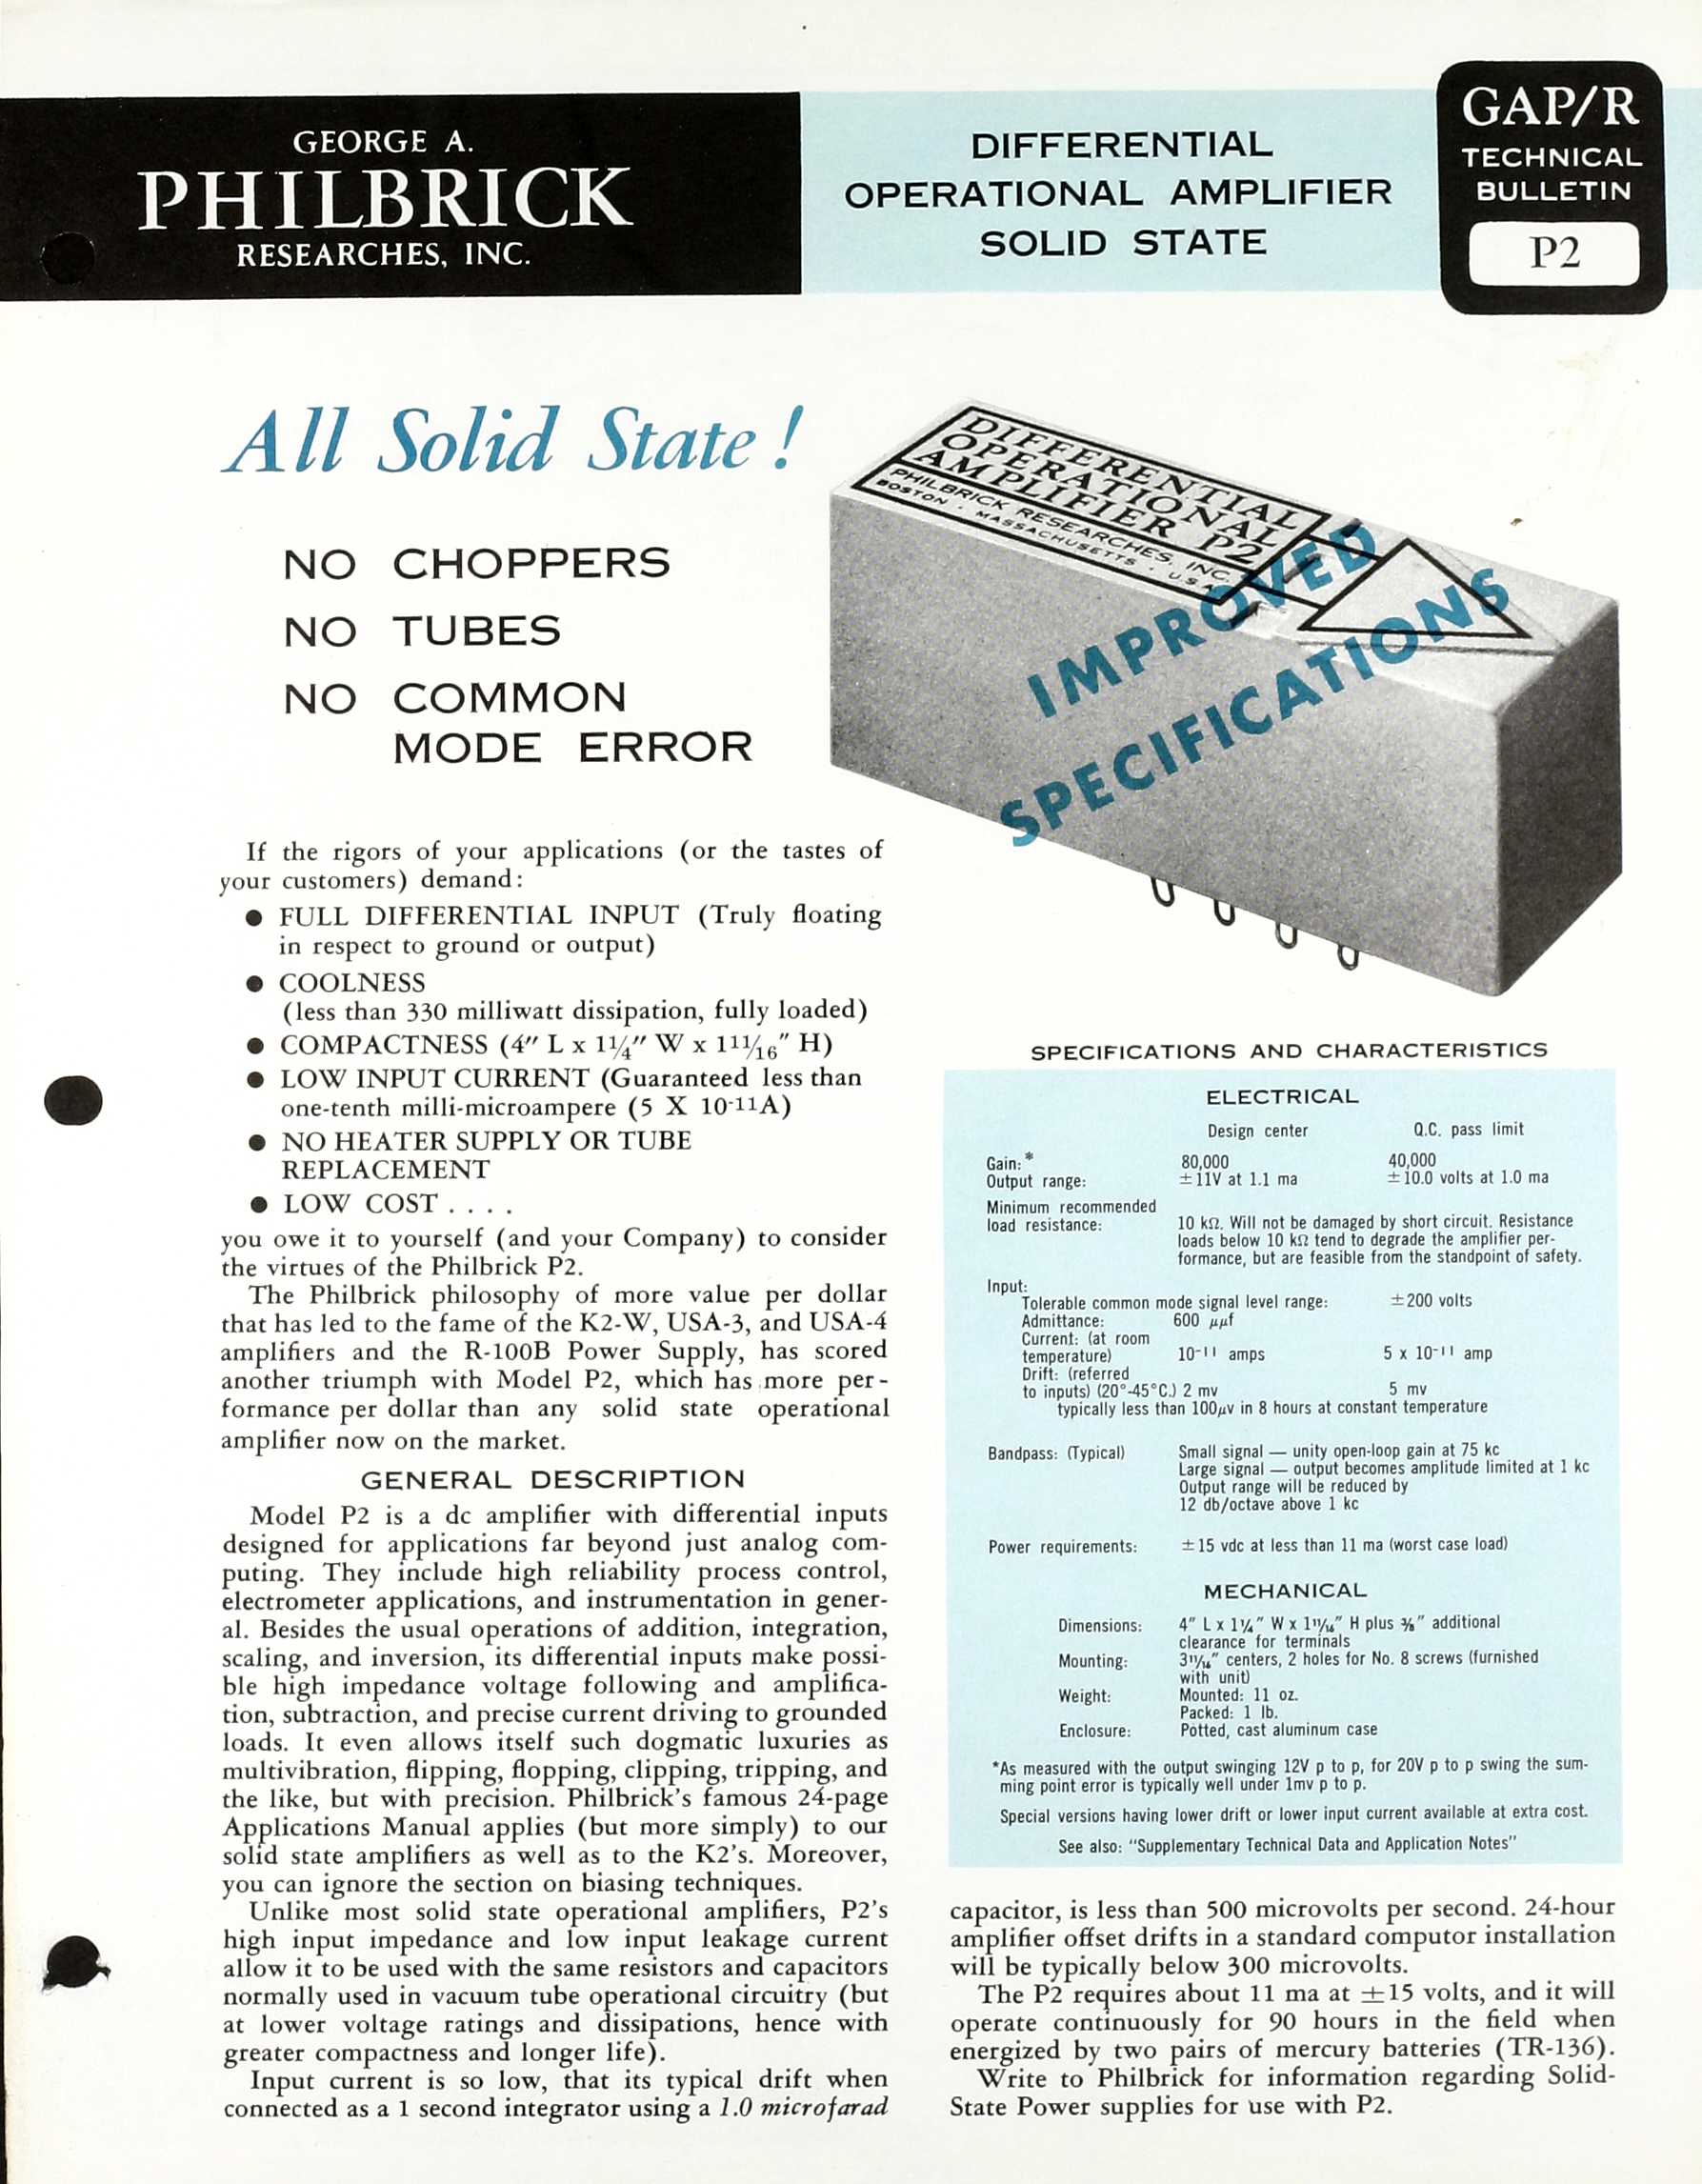 GEORGE A.
PHILBRICK
RESEARCHES, INC.
DIFFERENTIAL
OPERATIONAL AMPLIFIER
SOLID STATE
GAP/R
TECHNICAL
BULLETIN
P2
All Solid State!
NO CHOPPERS
NO TUBES
NO COMMON
MODE ERROR
DIFFERENTIAL
OPERATIONAL
AMPLIFIER P2
PHILBRICK RESEARCHES, INC.
BOSTON · MASSACHUSETTS · USA
IMPROVED
SPECIFICATIONS
If the rigors of your applications (or the tastes of
your customers) demand:
● FULL DIFFERENTIAL INPUT (Truly floating
in respect to ground or output)
● COOLNESS
(less than 330 milliwatt dissipation, fully loaded)
● COMPACTNESS (4″ L x 1¼″ W x 1¹¹⁄₁₆″ H)
● LOW INPUT CURRENT (Guaranteed less than
one-tenth milli-microampere (5 X 10⁻¹¹A)
● NO HEATER SUPPLY OR TUBE
REPLACEMENT
● LOW COST . . . .
you owe it to yourself (and your Company) to consider
the virtues of the Philbrick P2.
The Philbrick philosophy of more value per dollar
that has led to the fame of the K2-W, USA-3, and USA-4
amplifiers and the R-100B Power Supply, has scored
another triumph with Model P2, which has more per-
formance per dollar than any solid state operational
amplifier now on the market.
GENERAL DESCRIPTION
Model P2 is a dc amplifier with differential inputs
designed for applications far beyond just analog com-
puting. They include high reliability process control,
electrometer applications, and instrumentation in gener-
al. Besides the usual operations of addition, integration,
scaling, and inversion, its differential inputs make possi-
ble high impedance voltage following and amplifica-
tion, subtraction, and precise current driving to grounded
loads. It even allows itself such dogmatic luxuries as
multivibration, flipping, flopping, clipping, tripping, and
the like, but with precision. Philbrick's famous 24-page
Applications Manual applies (but more simply) to our
solid state amplifiers as well as to the K2's. Moreover,
you can ignore the section on biasing techniques.
Unlike most solid state operational amplifiers, P2's
high input impedance and low input leakage current
allow it to be used with the same resistors and capacitors
normally used in vacuum tube operational circuitry (but
at lower voltage ratings and dissipations, hence with
greater compactness and longer life).
Input current is so low, that its typical drift when
connected as a 1 second integrator using a 1.0 microfarad
SPECIFICATIONS AND CHARACTERISTICS
ELECTRICAL
Design center Q.C. pass limit
Gain:* 80,000 40,000
Output range: ±11V at 1.1 ma ±10.0 volts at 1.0 ma
Minimum recommended
load resistance: 10 kΩ. Will not be damaged by short circuit. Resistance
loads below 10 kΩ tend to degrade the amplifier per-
formance, but are feasible from the standpoint of safety.
Input:
Tolerable common mode signal level range: ±200 volts
Admittance: 600 μμf
Current: (at room
temperature) 10⁻¹¹ amps 5 x 10⁻¹¹ amp
Drift: (referred
to inputs) (20°-45°C.) 2 mv 5 mv
typically less than 100μv in 8 hours at constant temperature
Bandpass: (Typical) Small signal — unity open-loop gain at 75 kc
Large signal — output becomes amplitude limited at 1 kc
Output range will be reduced by
12 db/octave above 1 kc
Power requirements: ±15 vdc at less than 11 ma (worst case load)
MECHANICAL
Dimensions: 4″ L x 1¼″ W x 1¹¹⁄₁₆″ H plus ⅜″ additional
clearance for terminals
Mounting: 3¹¹⁄₁₆″ centers, 2 holes for No. 8 screws (furnished
with unit)
Weight: Mounted: 11 oz.
Packed: 1 lb.
Enclosure: Potted, cast aluminum case
*As measured with the output swinging 12V p to p, for 20V p to p swing the sum-
ming point error is typically well under 1mv p to p.
Special versions having lower drift or lower input current available at extra cost.
See also: "Supplementary Technical Data and Application Notes"
capacitor, is less than 500 microvolts per second. 24-hour
amplifier offset drifts in a standard computor installation
will be typically below 300 microvolts.
The P2 requires about 11 ma at ±15 volts, and it will
operate continuously for 90 hours in the field when
energized by two pairs of mercury batteries (TR-136).
Write to Philbrick for information regarding Solid-
State Power supplies for use with P2.